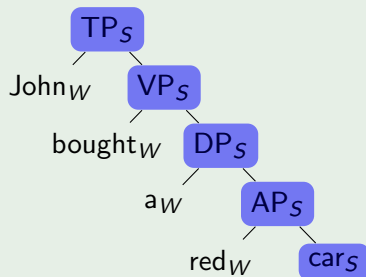 TP_S
John_W VP_S
bought_W DP_S
a_W AP_S
red_W car_S